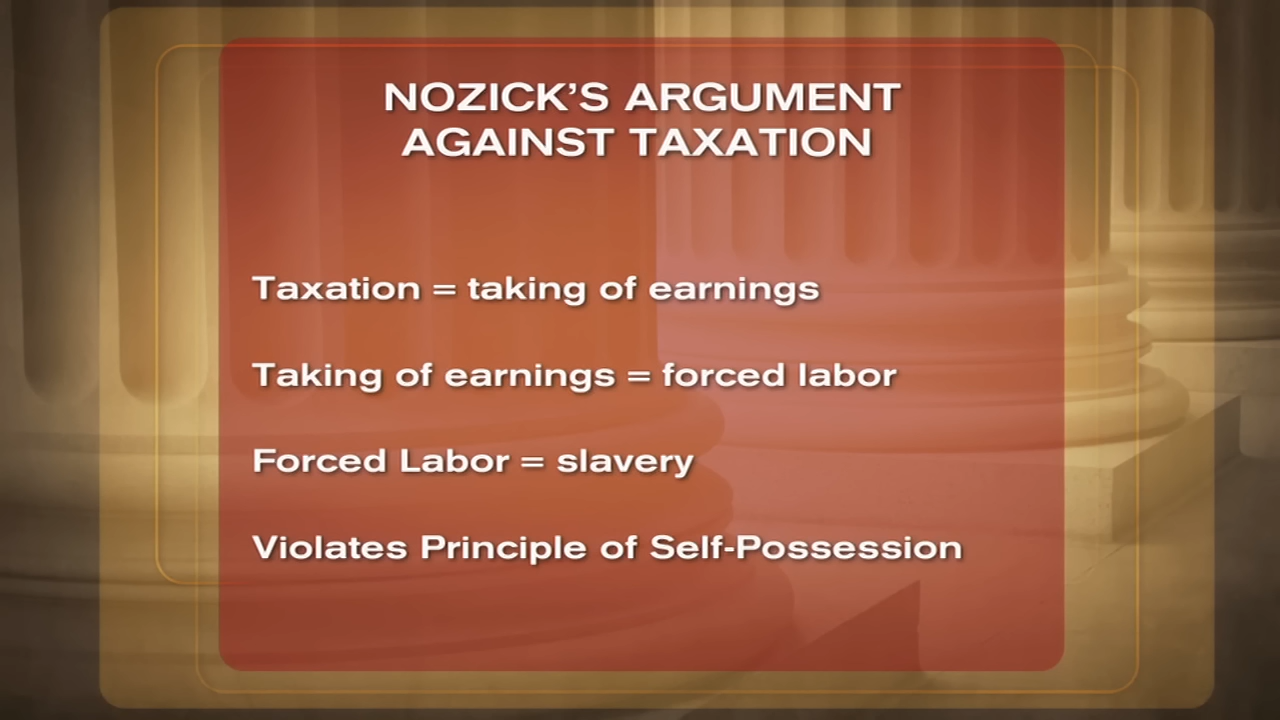 NOZICK’S ARGUMENT
AGAINST TAXATION
Taxation = taking of earnings
Taking of earnings = forced labor
Forced Labor = slavery
Violates Principle of Self-Possession